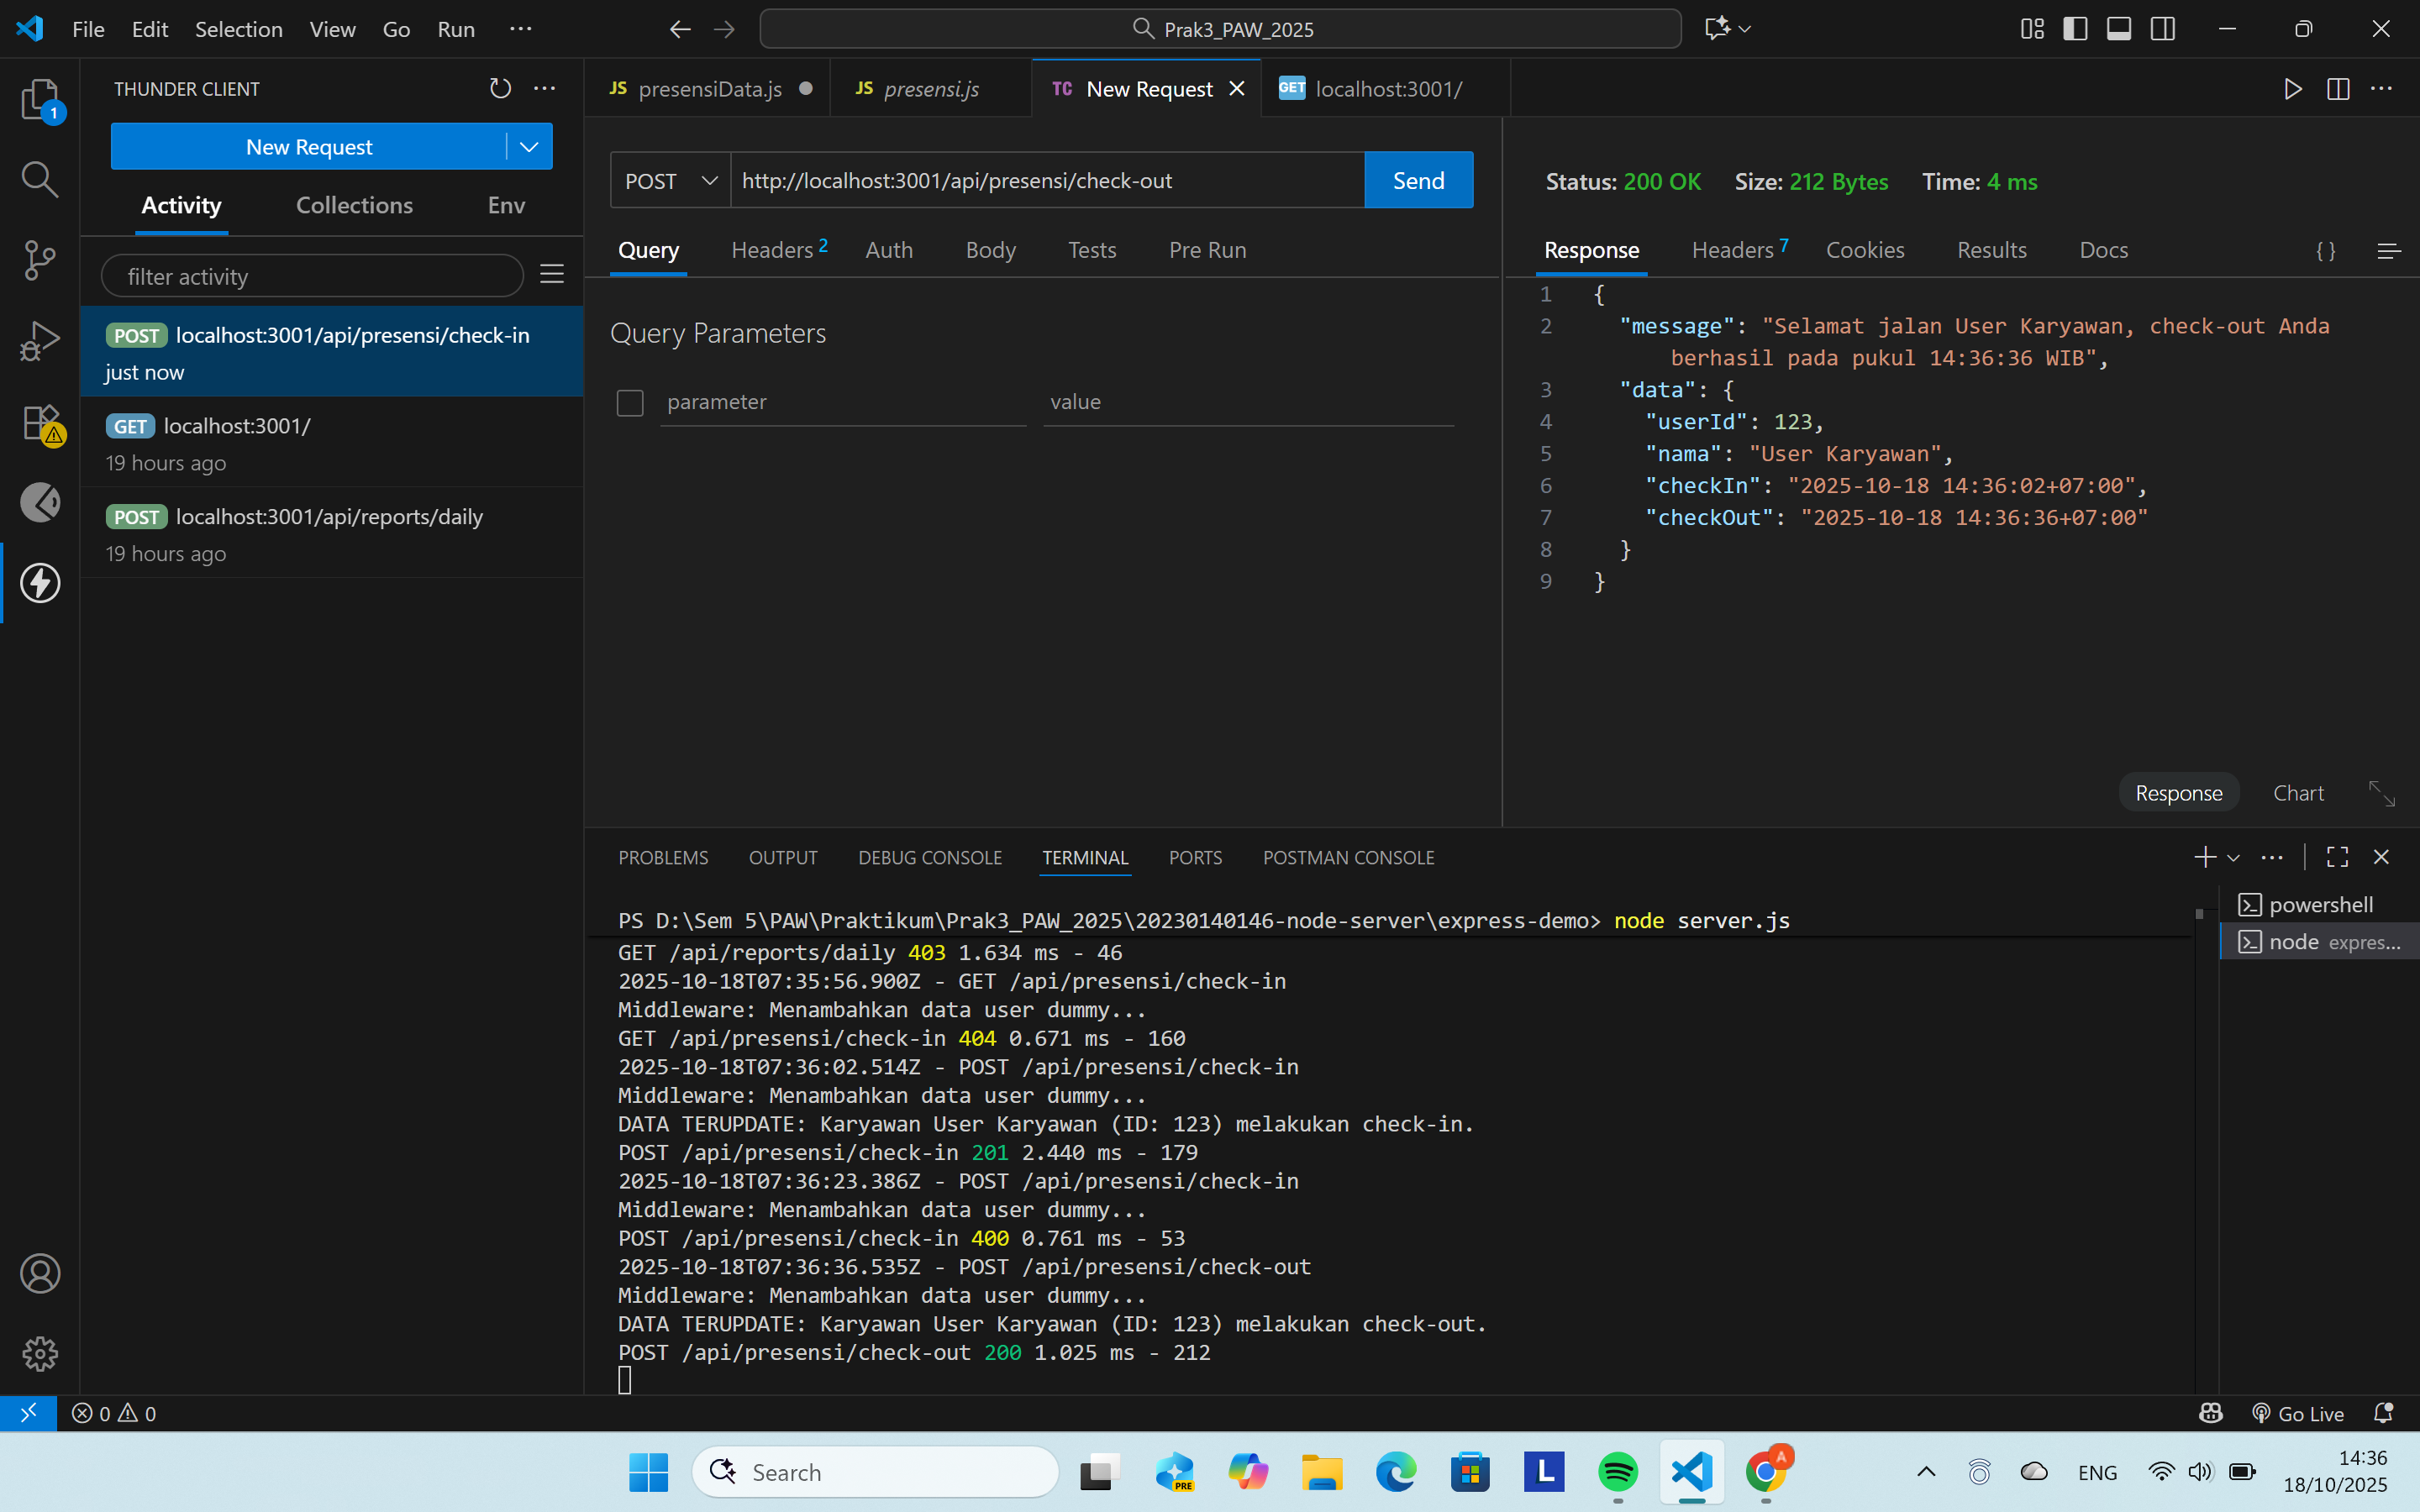 File Edit Selection View Go Run ···
Prak3_PAW_2025
THUNDER CLIENT
New Request
Activity Collections Env
filter activity
POST localhost:3001/api/presensi/check-in
just now
GET localhost:3001/
19 hours ago
POST localhost:3001/api/reports/daily
19 hours ago
1
JS presensiData.js
JS presensi.js
TC New Request
GET localhost:3001/
POST http://localhost:3001/api/presensi/check-out Send
Query Headers 2 Auth Body Tests Pre Run
Query Parameters
parameter value
Status: 200 OK Size: 212 Bytes Time: 4 ms
Response Headers 7 Cookies Results Docs { }
1 {
2 "message": "Selamat jalan User Karyawan, check-out Anda
berhasil pada pukul 14:36:36 WIB",
3 "data": {
4 "userId": 123,
5 "nama": "User Karyawan",
6 "checkIn": "2025-10-18 14:36:02+07:00",
7 "checkOut": "2025-10-18 14:36:36+07:00"
8 }
9 }
Response Chart
PROBLEMS OUTPUT DEBUG CONSOLE TERMINAL PORTS POSTMAN CONSOLE
PS D:\Sem 5\PAW\Praktikum\Prak3_PAW_2025\20230140146-node-server\express-demo> node server.js
GET /api/reports/daily 403 1.634 ms - 46
2025-10-18T07:35:56.900Z - GET /api/presensi/check-in
Middleware: Menambahkan data user dummy...
GET /api/presensi/check-in 404 0.671 ms - 160
2025-10-18T07:36:02.514Z - POST /api/presensi/check-in
Middleware: Menambahkan data user dummy...
DATA TERUPDATE: Karyawan User Karyawan (ID: 123) melakukan check-in.
POST /api/presensi/check-in 201 2.440 ms - 179
2025-10-18T07:36:23.386Z - POST /api/presensi/check-in
Middleware: Menambahkan data user dummy...
POST /api/presensi/check-in 400 0.761 ms - 53
2025-10-18T07:36:36.535Z - POST /api/presensi/check-out
Middleware: Menambahkan data user dummy...
DATA TERUPDATE: Karyawan User Karyawan (ID: 123) melakukan check-out.
POST /api/presensi/check-out 200 1.025 ms - 212
powershell
node expres...
0 0
Go Live
Search
PRE
L
A
ENG
14:36
18/10/2025